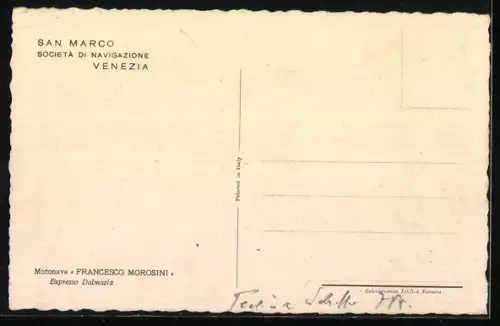 SAN MARCO
SOCIETÀ DI NAVIGAZIONE
VENEZIA
Printed in Italy
Motonave « FRANCESCO MOROSINI »
Espresso Dalmazia